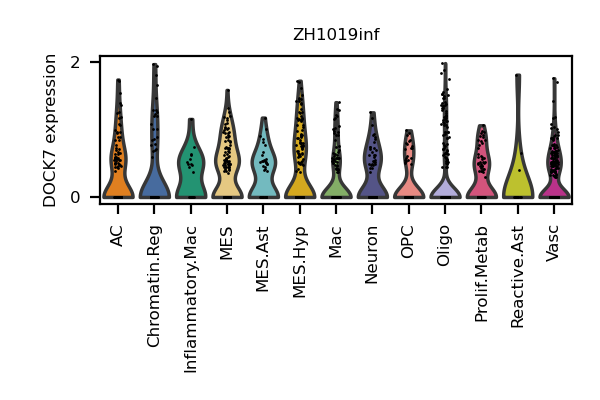 ZH1019inf
DOCK7 expression
2
0
AC
Chromatin.Reg
Inflammatory.Mac
MES
MES.Ast
MES.Hyp
Mac
Neuron
OPC
Oligo
Prolif.Metab
Reactive.Ast
Vasc